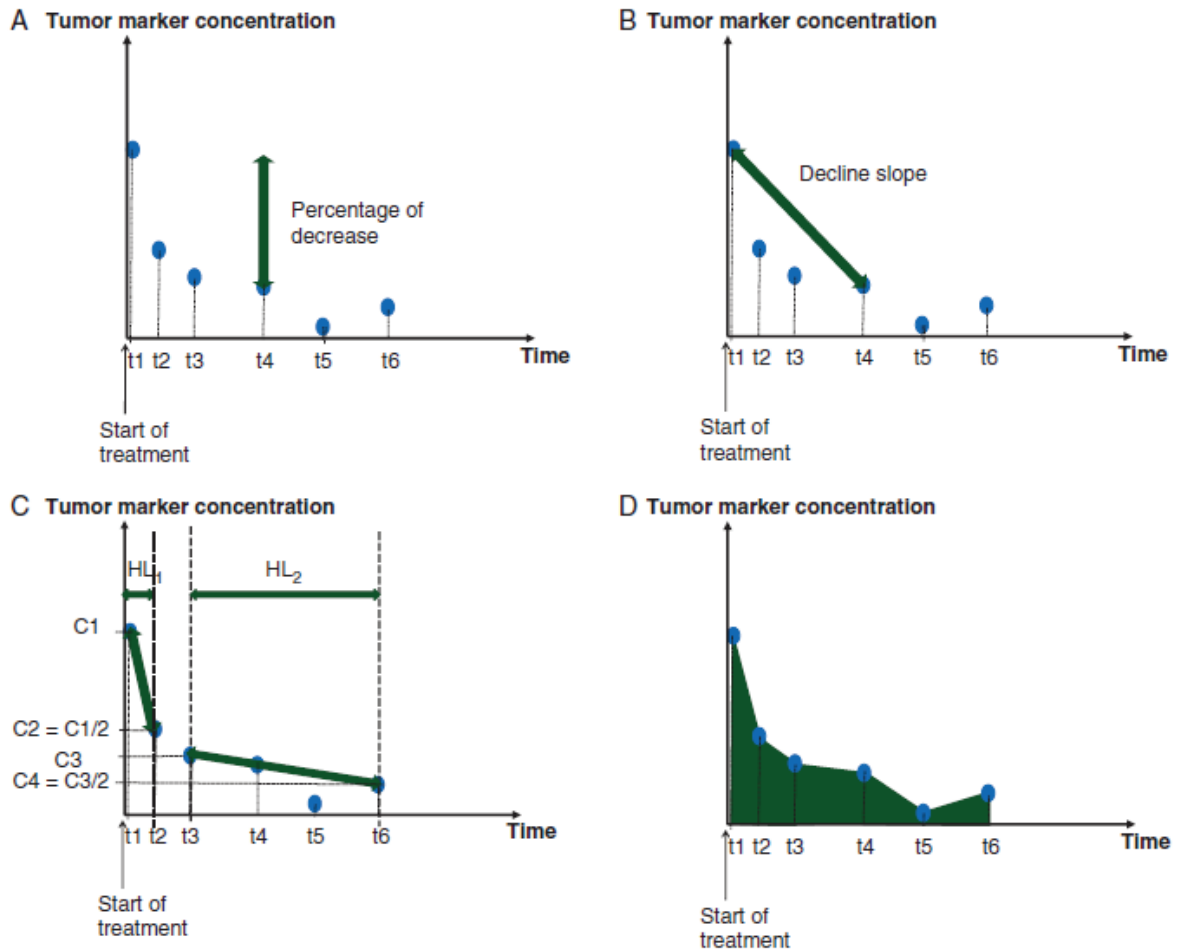 A Tumor marker concentration
Percentage of
decrease
t1 t2 t3 t4 t5 t6
Time
Start of
treatment
B Tumor marker concentration
Decline slope
t1 t2 t3 t4 t5 t6
Time
Start of
treatment
C Tumor marker concentration
HL1 HL2
C1
C2 = C1/2
C3
C4 = C3/2
t1 t2 t3 t4 t5 t6
Time
Start of
treatment
D Tumor marker concentration
t1 t2 t3 t4 t5 t6
Time
Start of
treatment